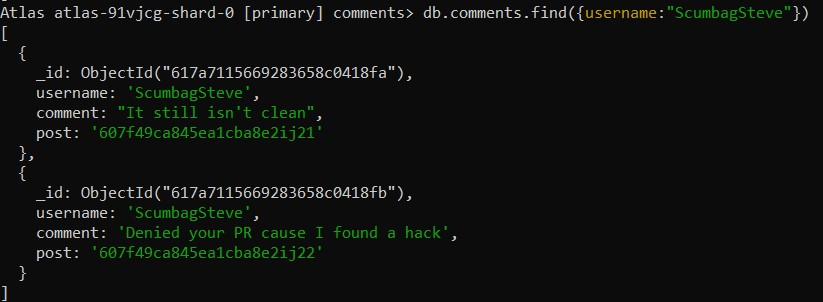 Atlas atlas-91vjcg-shard-0 [primary] comments> db.comments.find({username:"ScumbagSteve"})
[
  {
    _id: ObjectId("617a7115669283658c0418fa"),
    username: 'ScumbagSteve',
    comment: "It still isn't clean",
    post: '607f49ca845ea1cba8e2ij21'
  },
  {
    _id: ObjectId("617a7115669283658c0418fb"),
    username: 'ScumbagSteve',
    comment: 'Denied your PR cause I found a hack',
    post: '607f49ca845ea1cba8e2ij22'
  }
]